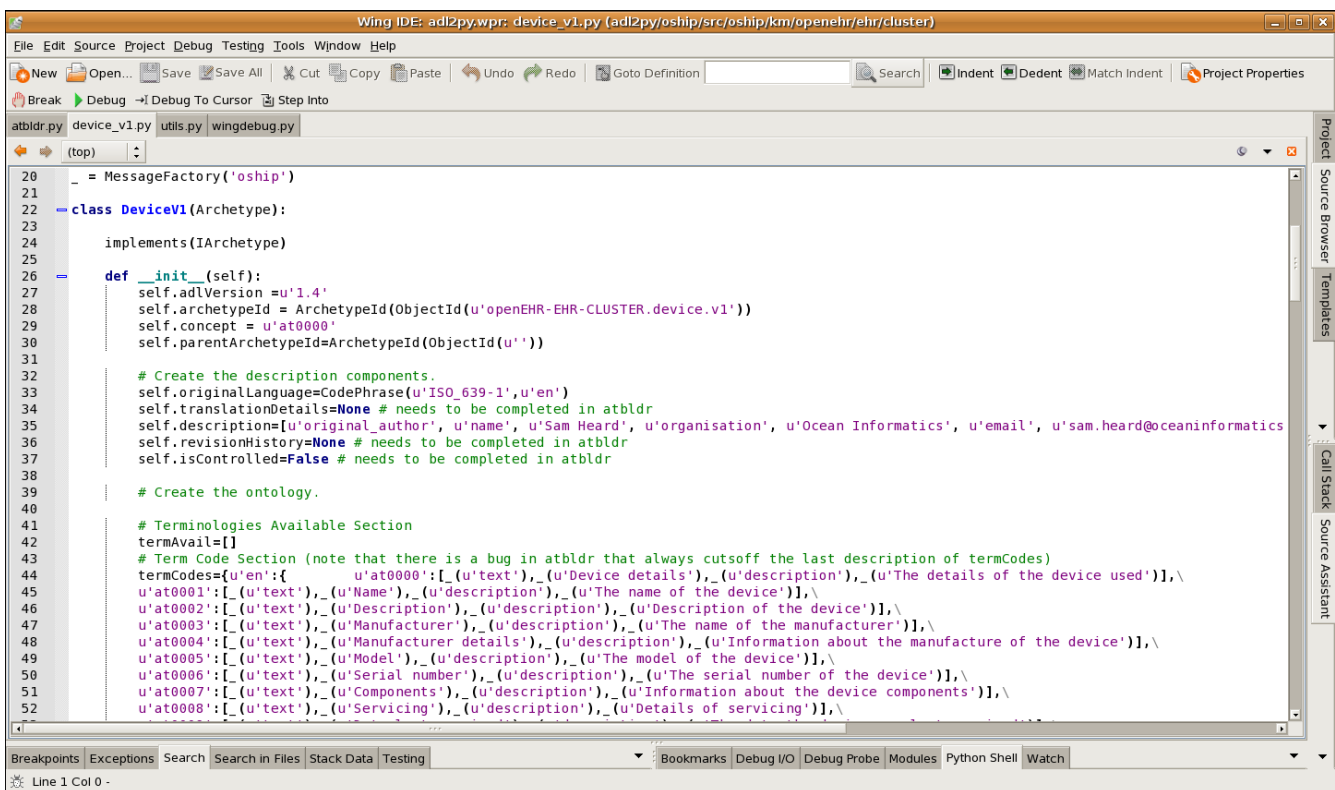 Wing IDE: adl2py.wpr: device_v1.py (adl2py/oship/src/oship/km/openehr/ehr/cluster)
File Edit Source Project Debug Testing Tools Window Help
New Open... Save Save All Cut Copy Paste Undo Redo Goto Definition Search Indent Dedent Match Indent Project Properties
Break Debug Debug To Cursor Step Into
atbldr.py device_v1.py utils.py wingdebug.py
(top)
20 _ = MessageFactory('oship')
21
22 class DeviceV1(Archetype):
23
24 implements(IArchetype)
25
26 def __init__(self):
27 self.adlVersion =u'1.4'
28 self.archetypeId = ArchetypeId(ObjectId(u'openEHR-EHR-CLUSTER.device.v1'))
29 self.concept = u'at0000'
30 self.parentArchetypeId=ArchetypeId(ObjectId(u''))
31
32 # Create the description components.
33 self.originalLanguage=CodePhrase(u'ISO_639-1',u'en')
34 self.translationDetails=None # needs to be completed in atbldr
35 self.description=[u'original_author', u'name', u'Sam Heard', u'organisation', u'Ocean Informatics', u'email', u'sam.heard@oceaninformatics
36 self.revisionHistory=None # needs to be completed in atbldr
37 self.isControlled=False # needs to be completed in atbldr
38
39 # Create the ontology.
40
41 # Terminologies Available Section
42 termAvail=[]
43 # Term Code Section (note that there is a bug in atbldr that always cutsoff the last description of termCodes)
44 termCodes={u'en':{ u'at0000':[_(u'text'),_(u'Device details'),_(u'description'),_(u'The details of the device used')],\
45 u'at0001':[_(u'text'),_(u'Name'),_(u'description'),_(u'The name of the device')],\
46 u'at0002':[_(u'text'),_(u'Description'),_(u'description'),_(u'Description of the device')],\
47 u'at0003':[_(u'text'),_(u'Manufacturer'),_(u'description'),_(u'The name of the manufacturer')],\
48 u'at0004':[_(u'text'),_(u'Manufacturer details'),_(u'description'),_(u'Information about the manufacture of the device')],\
49 u'at0005':[_(u'text'),_(u'Model'),_(u'description'),_(u'The model of the device')],\
50 u'at0006':[_(u'text'),_(u'Serial number'),_(u'description'),_(u'The serial number of the device')],\
51 u'at0007':[_(u'text'),_(u'Components'),_(u'description'),_(u'Information about the device components')],\
52 u'at0008':[_(u'text'),_(u'Servicing'),_(u'description'),_(u'Details of servicing')],\
Project
Source Browser
Templates
Call Stack
Source Assistant
Breakpoints Exceptions Search Search in Files Stack Data Testing Bookmarks Debug I/O Debug Probe Modules Python Shell Watch
Line 1 Col 0 -